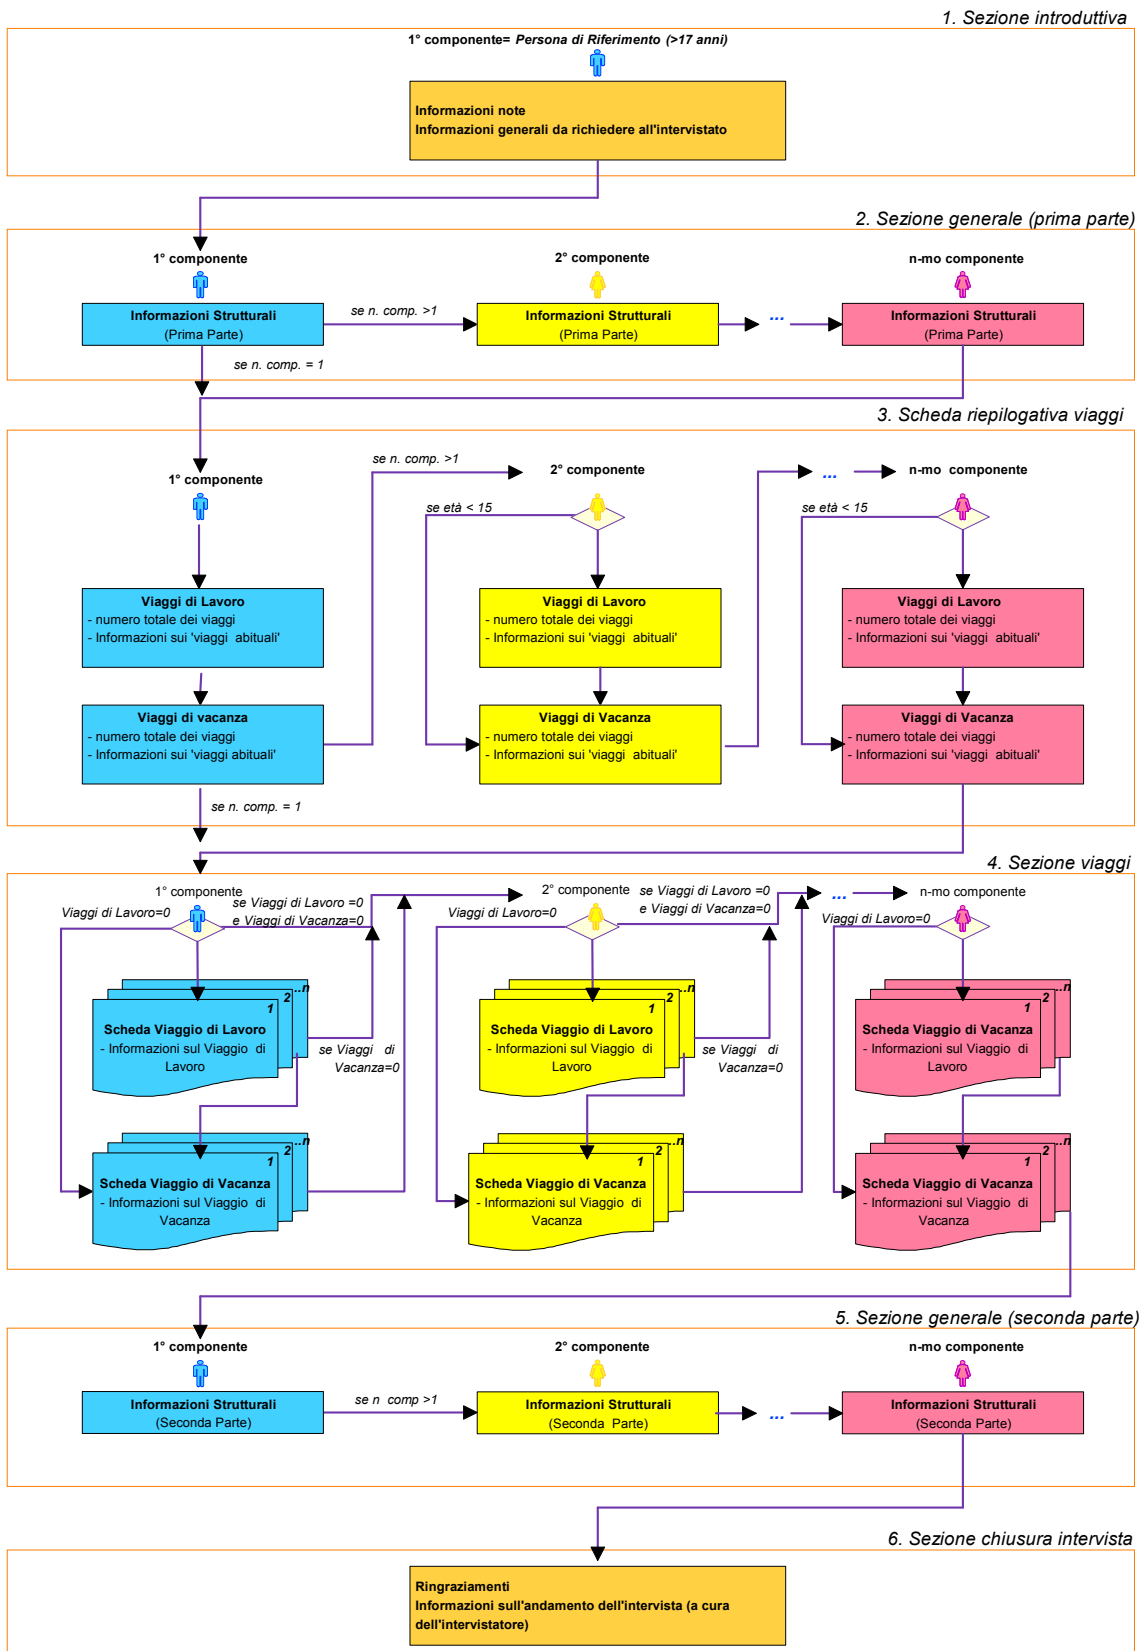 1. Sezione introduttiva
1° componente= Persona di Riferimento (>17 anni)
Informazioni note
Informazioni generali da richiedere all'intervistato
2. Sezione generale (prima parte)
1° componente
2° componente
n-mo componente
Informazioni Strutturali
(Prima Parte)
se n. comp. >1
Informazioni Strutturali
(Prima Parte)
...
Informazioni Strutturali
(Prima Parte)
se n. comp. = 1
3. Scheda riepilogativa viaggi
1° componente
se n. comp. >1
2° componente
...
n-mo componente
se età < 15
se età < 15
Viaggi di Lavoro
- numero totale dei viaggi
- Informazioni sui 'viaggi abituali'
Viaggi di Lavoro
- numero totale dei viaggi
- Informazioni sui 'viaggi abituali'
Viaggi di Lavoro
- numero totale dei viaggi
- Informazioni sui 'viaggi abituali'
Viaggi di vacanza
- numero totale dei viaggi
- Informazioni sui 'viaggi abituali'
Viaggi di Vacanza
- numero totale dei viaggi
- Informazioni sui 'viaggi abituali'
Viaggi di Vacanza
- numero totale dei viaggi
- Informazioni sui 'viaggi abituali'
se n. comp. = 1
4. Sezione viaggi
1° componente
se Viaggi di Lavoro =0
e Viaggi di Vacanza=0
Viaggi di Lavoro=0
2° componente
se Viaggi di Lavoro =0
e Viaggi di Vacanza=0
Viaggi di Lavoro=0
...
n-mo componente
Viaggi di Lavoro=0
1
2
...n
Scheda Viaggio di Lavoro
- Informazioni sul Viaggio di
Lavoro
se Viaggi di
Vacanza=0
1
2
...n
Scheda Viaggio di Lavoro
- Informazioni sul Viaggio di
Lavoro
se Viaggi di
Vacanza=0
1
2
...n
Scheda Viaggio di Vacanza
- Informazioni sul Viaggio di
Lavoro
1
2
...n
Scheda Viaggio di Vacanza
- Informazioni sul Viaggio di
Vacanza
1
2
...n
Scheda Viaggio di Vacanza
- Informazioni sul Viaggio di
Vacanza
1
2
...n
Scheda Viaggio di Vacanza
- Informazioni sul Viaggio di
Vacanza
5. Sezione generale (seconda parte)
1° componente
2° componente
n-mo componente
Informazioni Strutturali
(Seconda Parte)
se n comp >1
Informazioni Strutturali
(Seconda Parte)
...
Informazioni Strutturali
(Seconda Parte)
6. Sezione chiusura intervista
Ringraziamenti
Informazioni sull'andamento dell'intervista (a cura
dell'intervistatore)